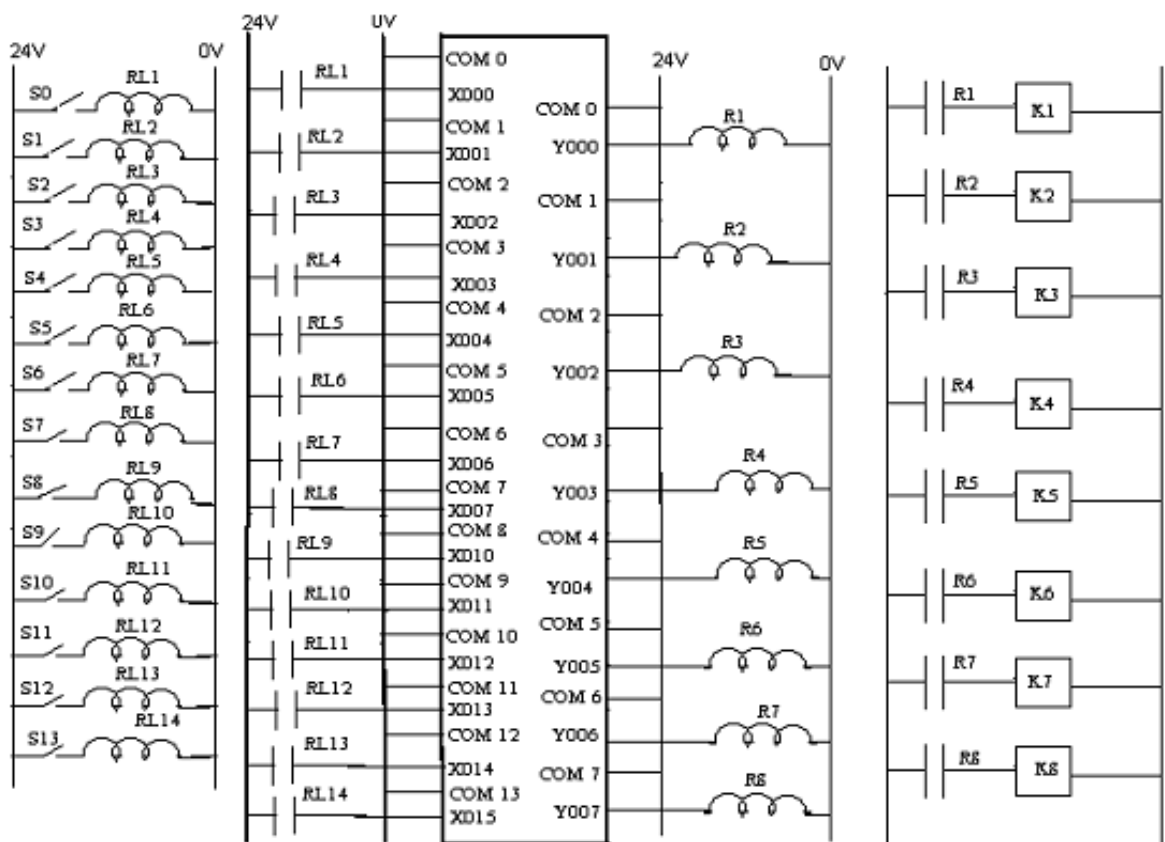 24V 0V
S0 RL1
S1 RL2
S2 RL3
S3 RL4
S4 RL5
S5 RL6
S6 RL7
S7 RL8
S8 RL9
S9 RL10
S10 RL11
S11 RL12
S12 RL13
S13 RL14
24V 0V
RL1
RL2
RL3
RL4
RL5
RL6
RL7
RL8
RL9
RL10
RL11
RL12
RL13
RL14
COM 0
X000
COM 1
X001
COM 2
X002
COM 3
X003
COM 4
X004
COM 5
X005
COM 6
X006
COM 7
X007
COM 8
X010
COM 9
X011
COM 10
X012
COM 11
X013
COM 12
X014
COM 13
X015
COM 0
Y000
COM 1
Y001
COM 2
Y002
COM 3
Y003
COM 4
Y004
COM 5
Y005
COM 6
Y006
COM 7
Y007
24V 0V
R1
R2
R3
R4
R5
R6
R7
R8
R1 K1
R2 K2
R3 K3
R4 K4
R5 K5
R6 K6
R7 K7
R8 K8